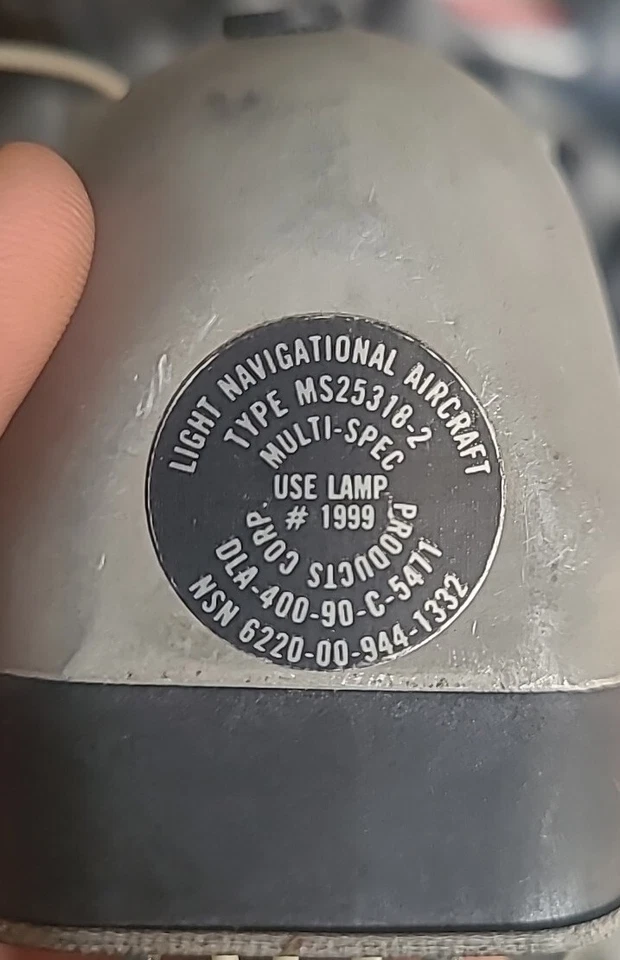 LIGHT NAVIGATIONAL AIRCRAFT
TYPE MS25318-2
MULTI-SPEC
USE LAMP
# 1999
PRODUCTS CORP.
DLA-400-90-C-5471
NSN 6220-00-944-1332